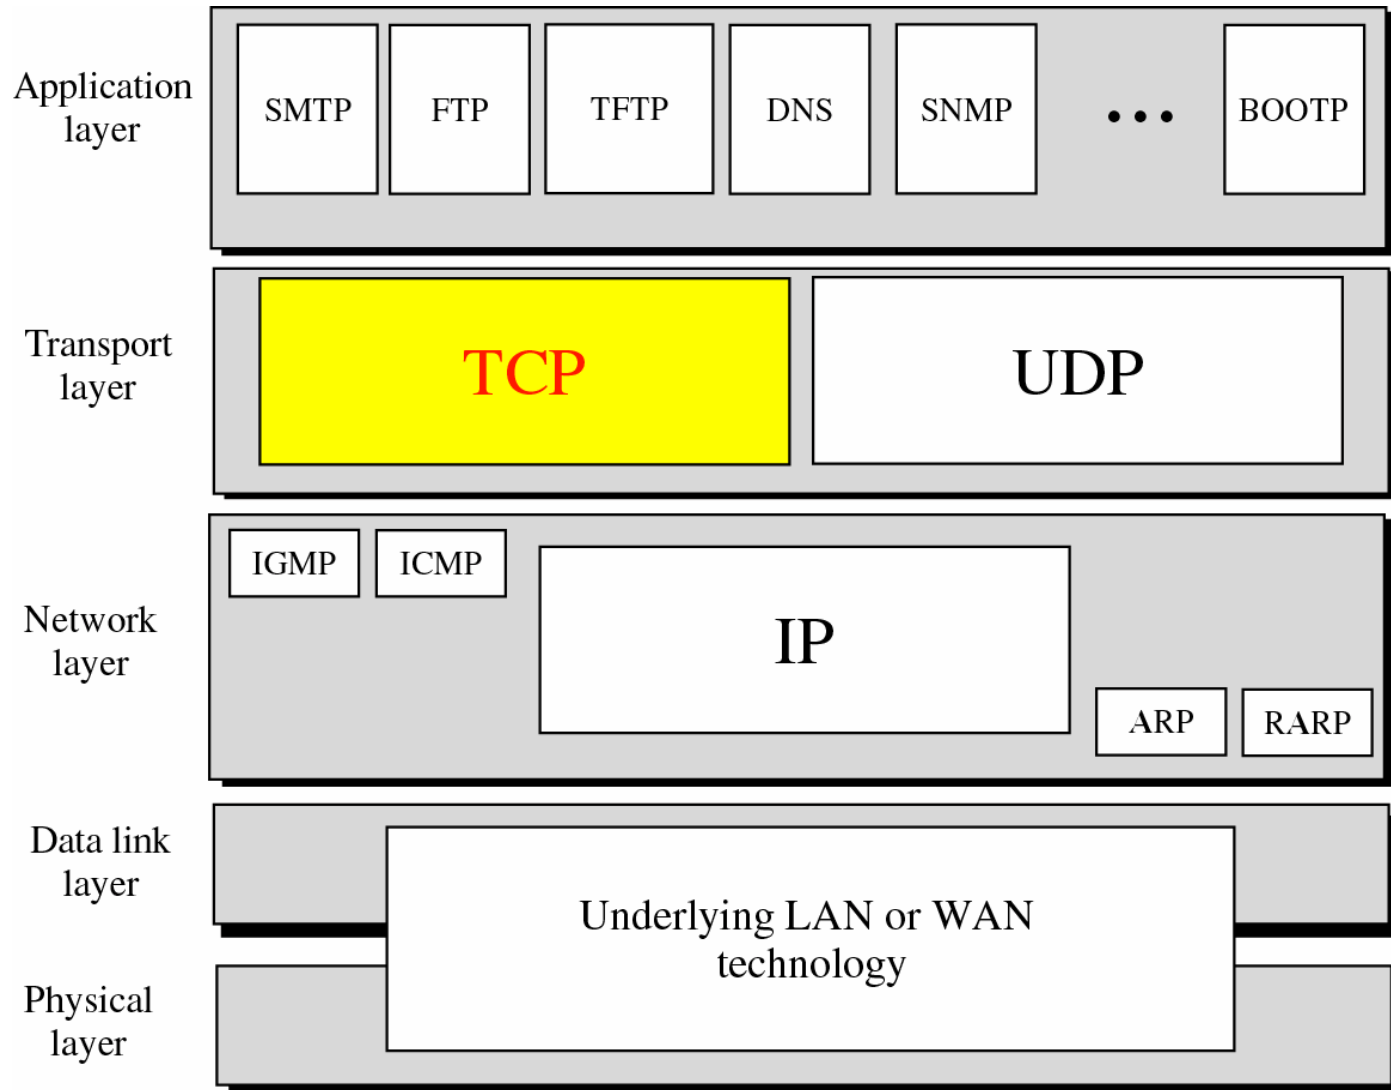 Application
layer
SMTP
FTP
TFTP
DNS
SNMP
...
BOOTP
Transport
layer
TCP
UDP
Network
layer
IGMP
ICMP
IP
ARP
RARP
Data link
layer
Underlying LAN or WAN
technology
Physical
layer